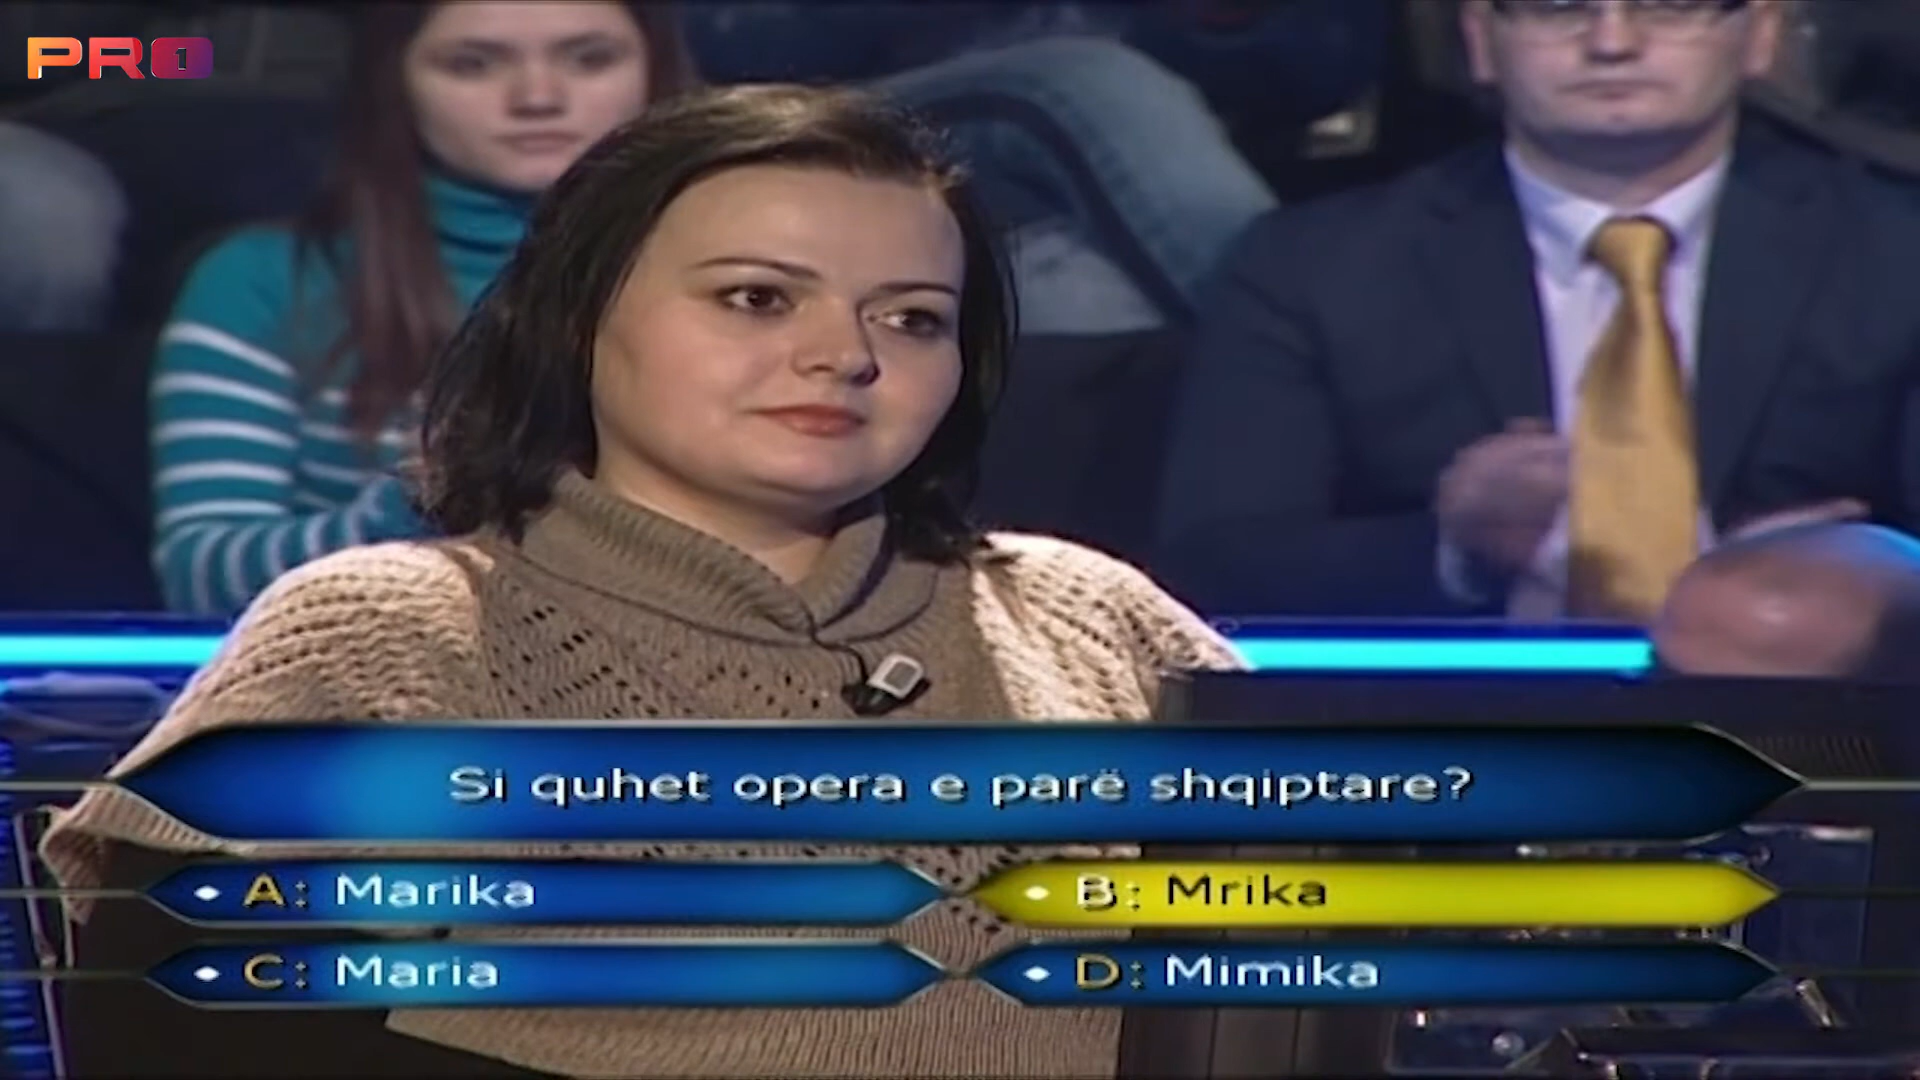 PRO1
Si quhet opera e parë shqiptare?
A: Marika
B: Mrika
C: Maria
D: Mimika